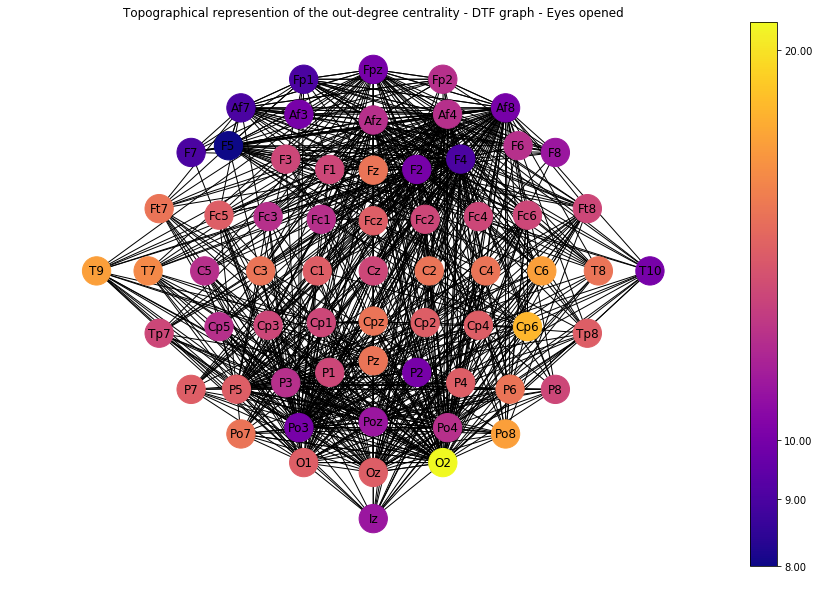 Topographical represention of the out-degree centrality - DTF graph - Eyes opened
Fpz
Fp1 Fp2
Af7 Af3 Afz Af4 Af8
F7 F5 F3 F1 Fz F2 F4 F6 F8
Ft7 Fc5 Fc3 Fc1 Fcz Fc2 Fc4 Fc6 Ft8
T9 T7 C5 C3 C1 Cz C2 C4 C6 T8 T10
Tp7 Cp5 Cp3 Cp1 Cpz Cp2 Cp4 Cp6 Tp8
P7 P5 P3 P1 Pz P2 P4 P6 P8
Po7 Po3 Poz Po4 Po8
O1 Oz O2
Iz
20.00
10.00
9.00
8.00